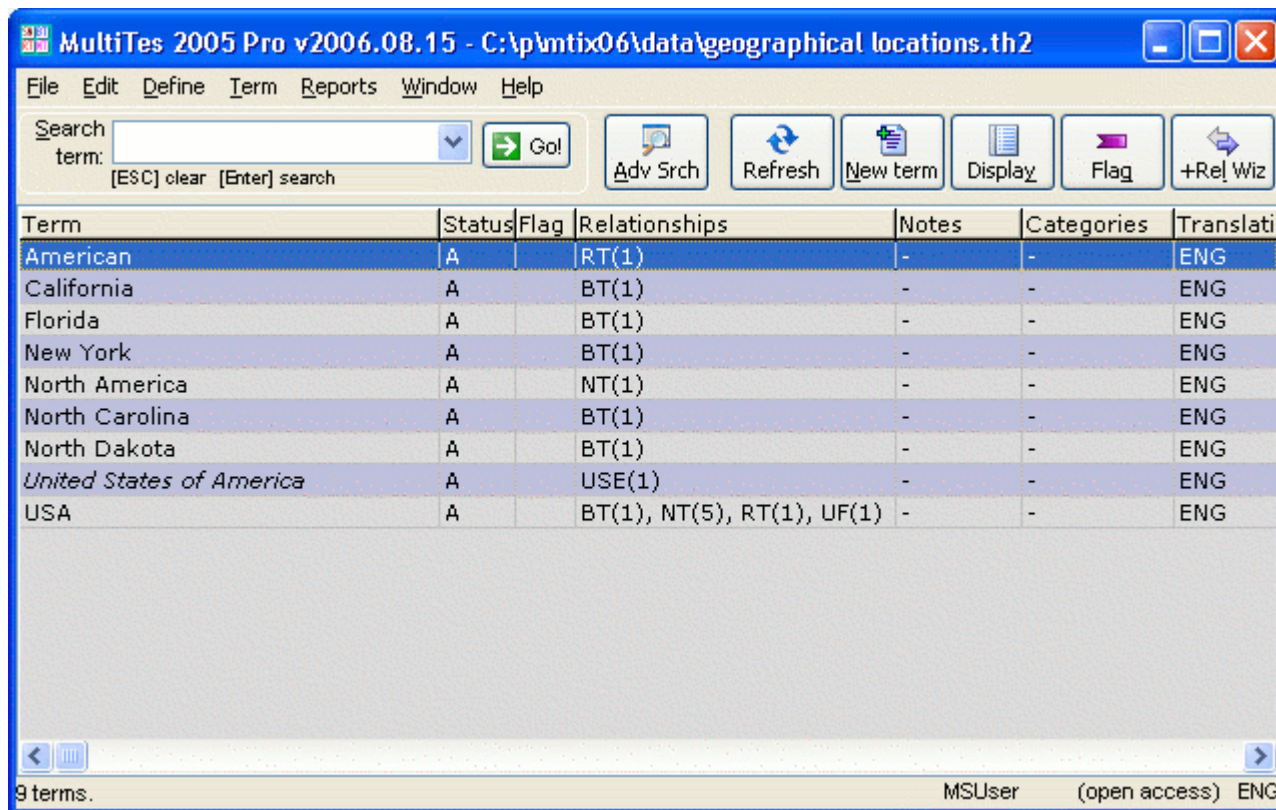 MultiTes 2005 Pro v2006.08.15 - C:\p\mtix06\data\geographical locations.th2
File Edit Define Term Reports Window Help
Search term: Go! Adv Srch Refresh New term Display Flag +Rel Wiz
[ESC] clear [Enter] search
Term Status Flag Relationships Notes Categories Translati
American A RT(1) - - ENG
California A BT(1) - - ENG
Florida A BT(1) - - ENG
New York A BT(1) - - ENG
North America A NT(1) - - ENG
North Carolina A BT(1) - - ENG
North Dakota A BT(1) - - ENG
United States of America A USE(1) - - ENG
USA A BT(1), NT(5), RT(1), UF(1) - - ENG
9 terms. MSUser (open access) ENG